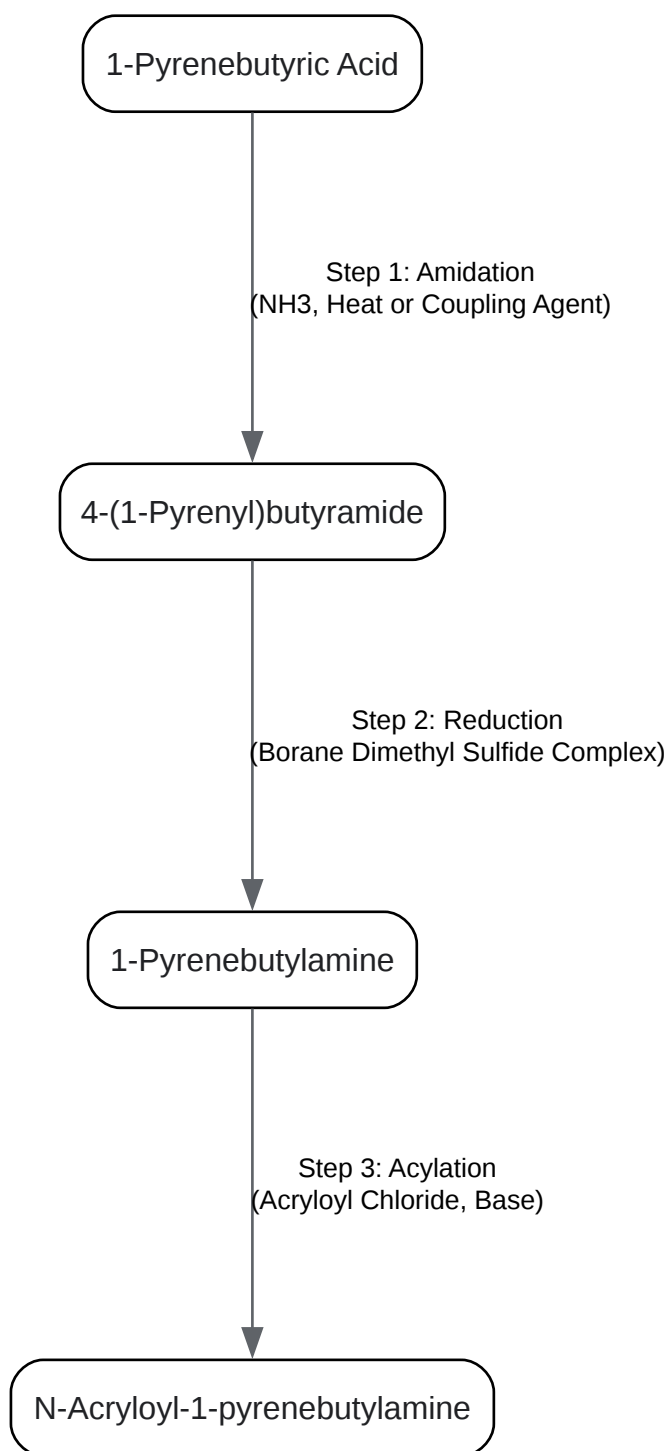 1-Pyrenebutyric Acid
Step 1: Amidation
(NH3, Heat or Coupling Agent)
4-(1-Pyrenyl)butyramide
Step 2: Reduction
(Borane Dimethyl Sulfide Complex)
1-Pyrenebutylamine
Step 3: Acylation
(Acryloyl Chloride, Base)
N-Acryloyl-1-pyrenebutylamine